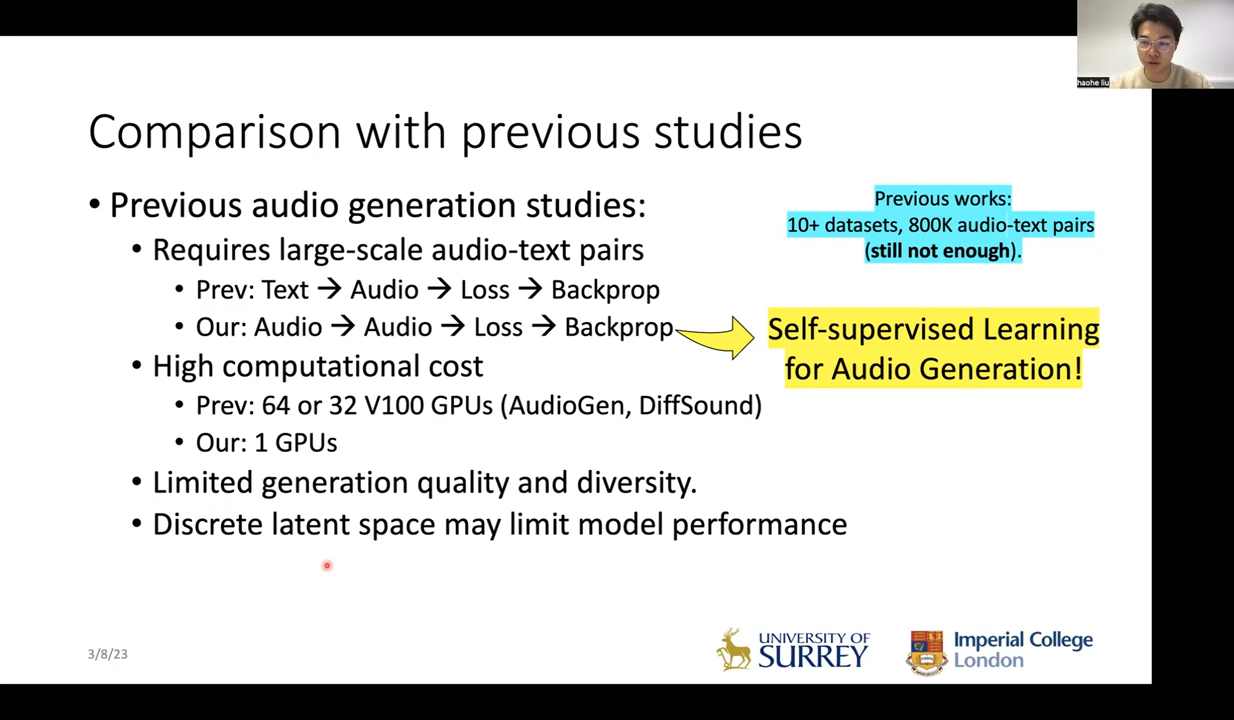 haohe liu
Comparison with previous studies
• Previous audio generation studies:
• Requires large-scale audio-text pairs
• Prev: Text → Audio → Loss → Backprop
• Our: Audio → Audio → Loss → Backprop
• High computational cost
• Prev: 64 or 32 V100 GPUs (AudioGen, DiffSound)
• Our: 1 GPUs
• Limited generation quality and diversity.
• Discrete latent space may limit model performance
Previous works:
10+ datasets, 800K audio-text pairs
(still not enough).
Self-supervised Learning
for Audio Generation!
3/8/23
UNIVERSITY OF
SURREY
Imperial College
London